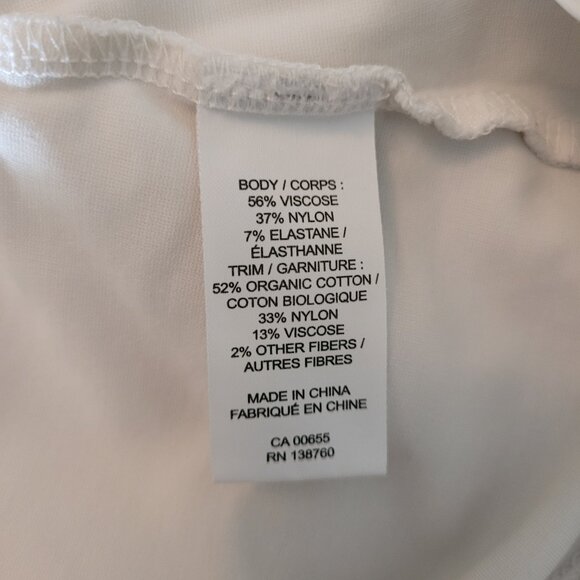 BODY / CORPS :
56% VISCOSE
37% NYLON
7% ELASTANE /
ÉLASTHANNE
TRIM / GARNITURE :
52% ORGANIC COTTON /
COTON BIOLOGIQUE
33% NYLON
13% VISCOSE
2% OTHER FIBERS /
AUTRES FIBRES
MADE IN CHINA
FABRIQUÉ EN CHINE
CA 00655
RN 138760